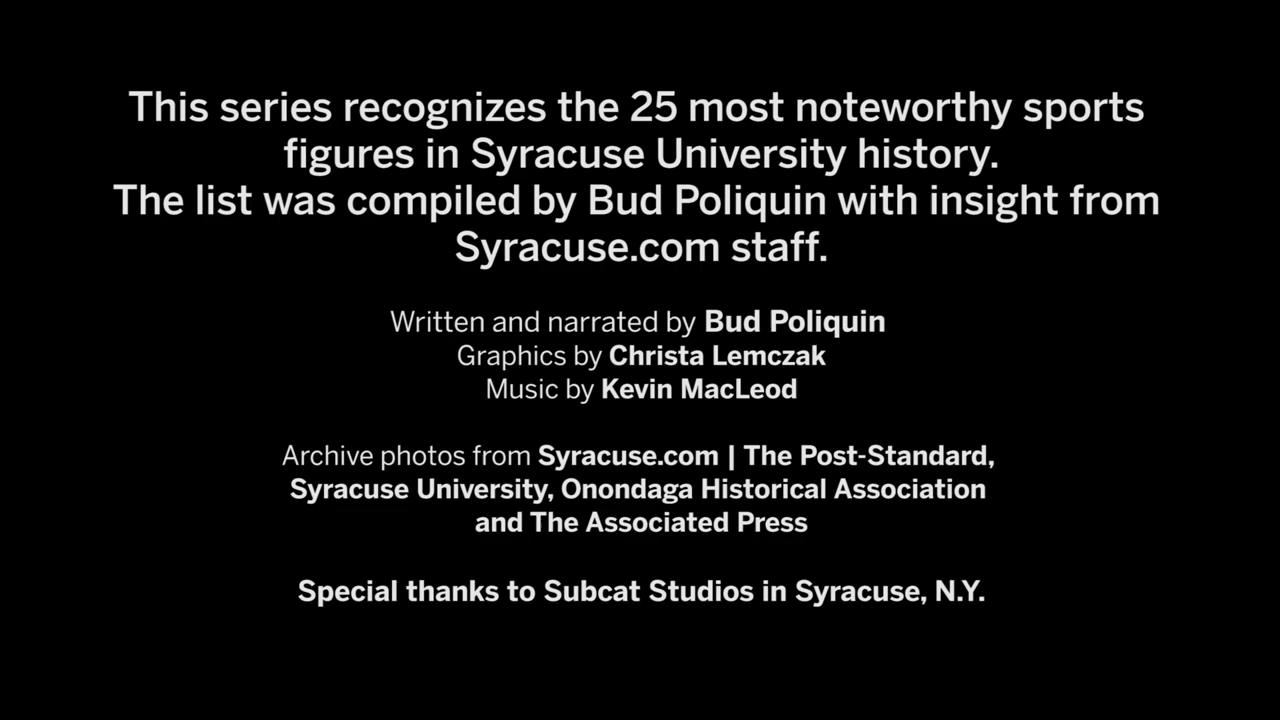 This series recognizes the 25 most noteworthy sports
figures in Syracuse University history.
The list was compiled by Bud Poliquin with insight from
Syracuse.com staff.
Written and narrated by Bud Poliquin
Graphics by Christa Lemczak
Music by Kevin MacLeod
Archive photos from Syracuse.com | The Post-Standard,
Syracuse University, Onondaga Historical Association
and The Associated Press
Special thanks to Subcat Studios in Syracuse, N.Y.